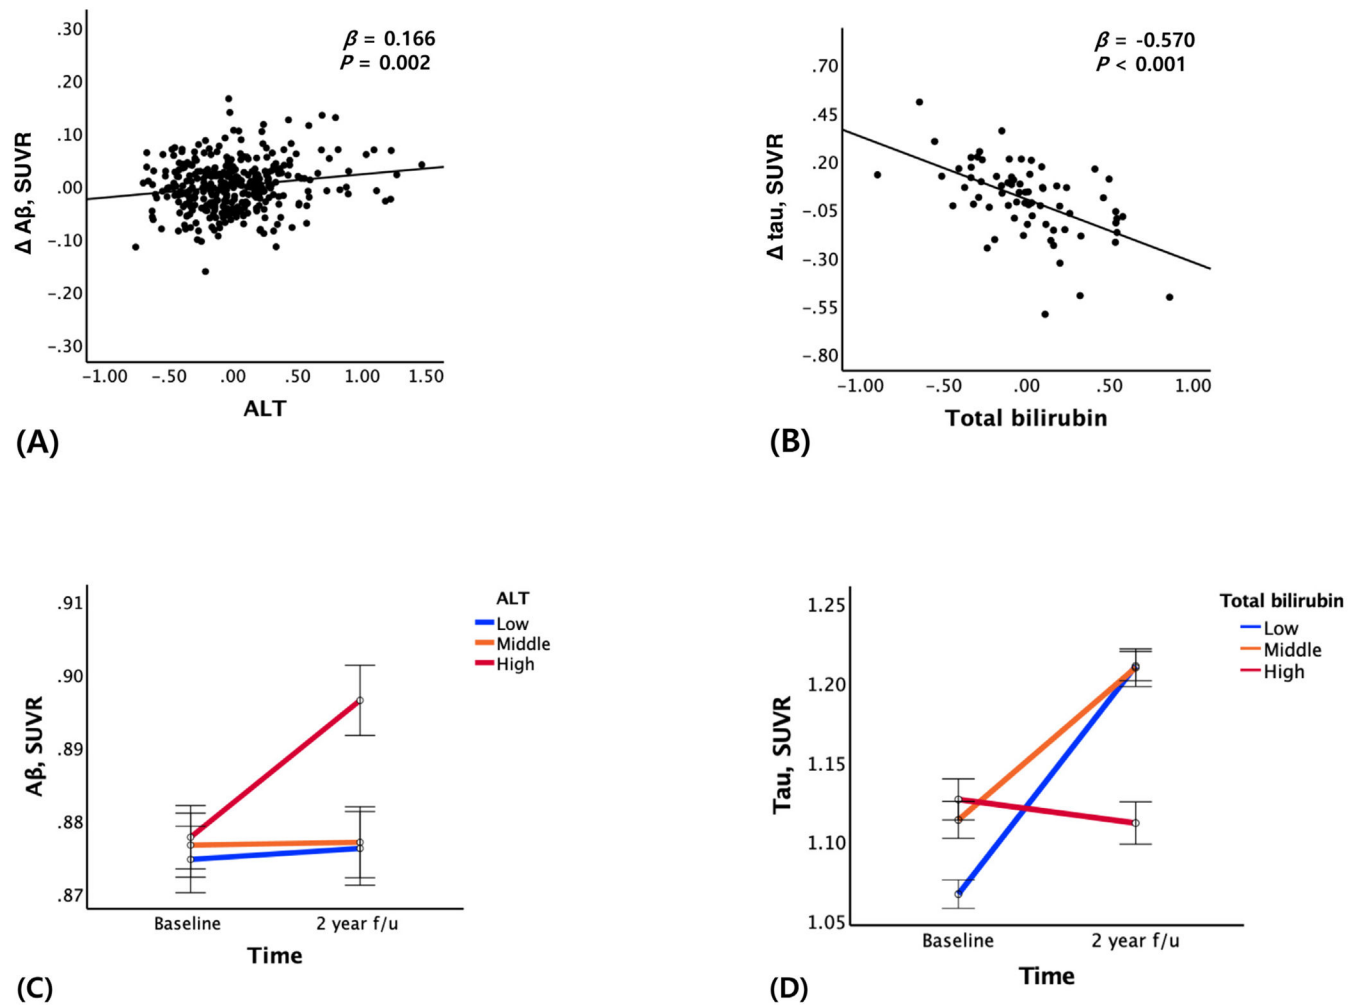 β = 0.166
P = 0.002
.30
.20
.10
.00
–.10
–.20
–.30
Δ Aβ, SUVR
–1.00 –.50 .00 .50 1.00 1.50
ALT
(A)
β = -0.570
P < 0.001
.70
.45
.20
–.05
–.30
–.55
–.80
Δ tau, SUVR
–1.00 –.50 .00 .50 1.00
Total bilirubin
(B)
.91
.90
.89
.88
.87
Aβ, SUVR
ALT
Low
Middle
High
Baseline 2 year f/u
Time
(C)
1.25
1.20
1.15
1.10
1.05
Tau, SUVR
Total bilirubin
Low
Middle
High
Baseline 2 year f/u
Time
(D)